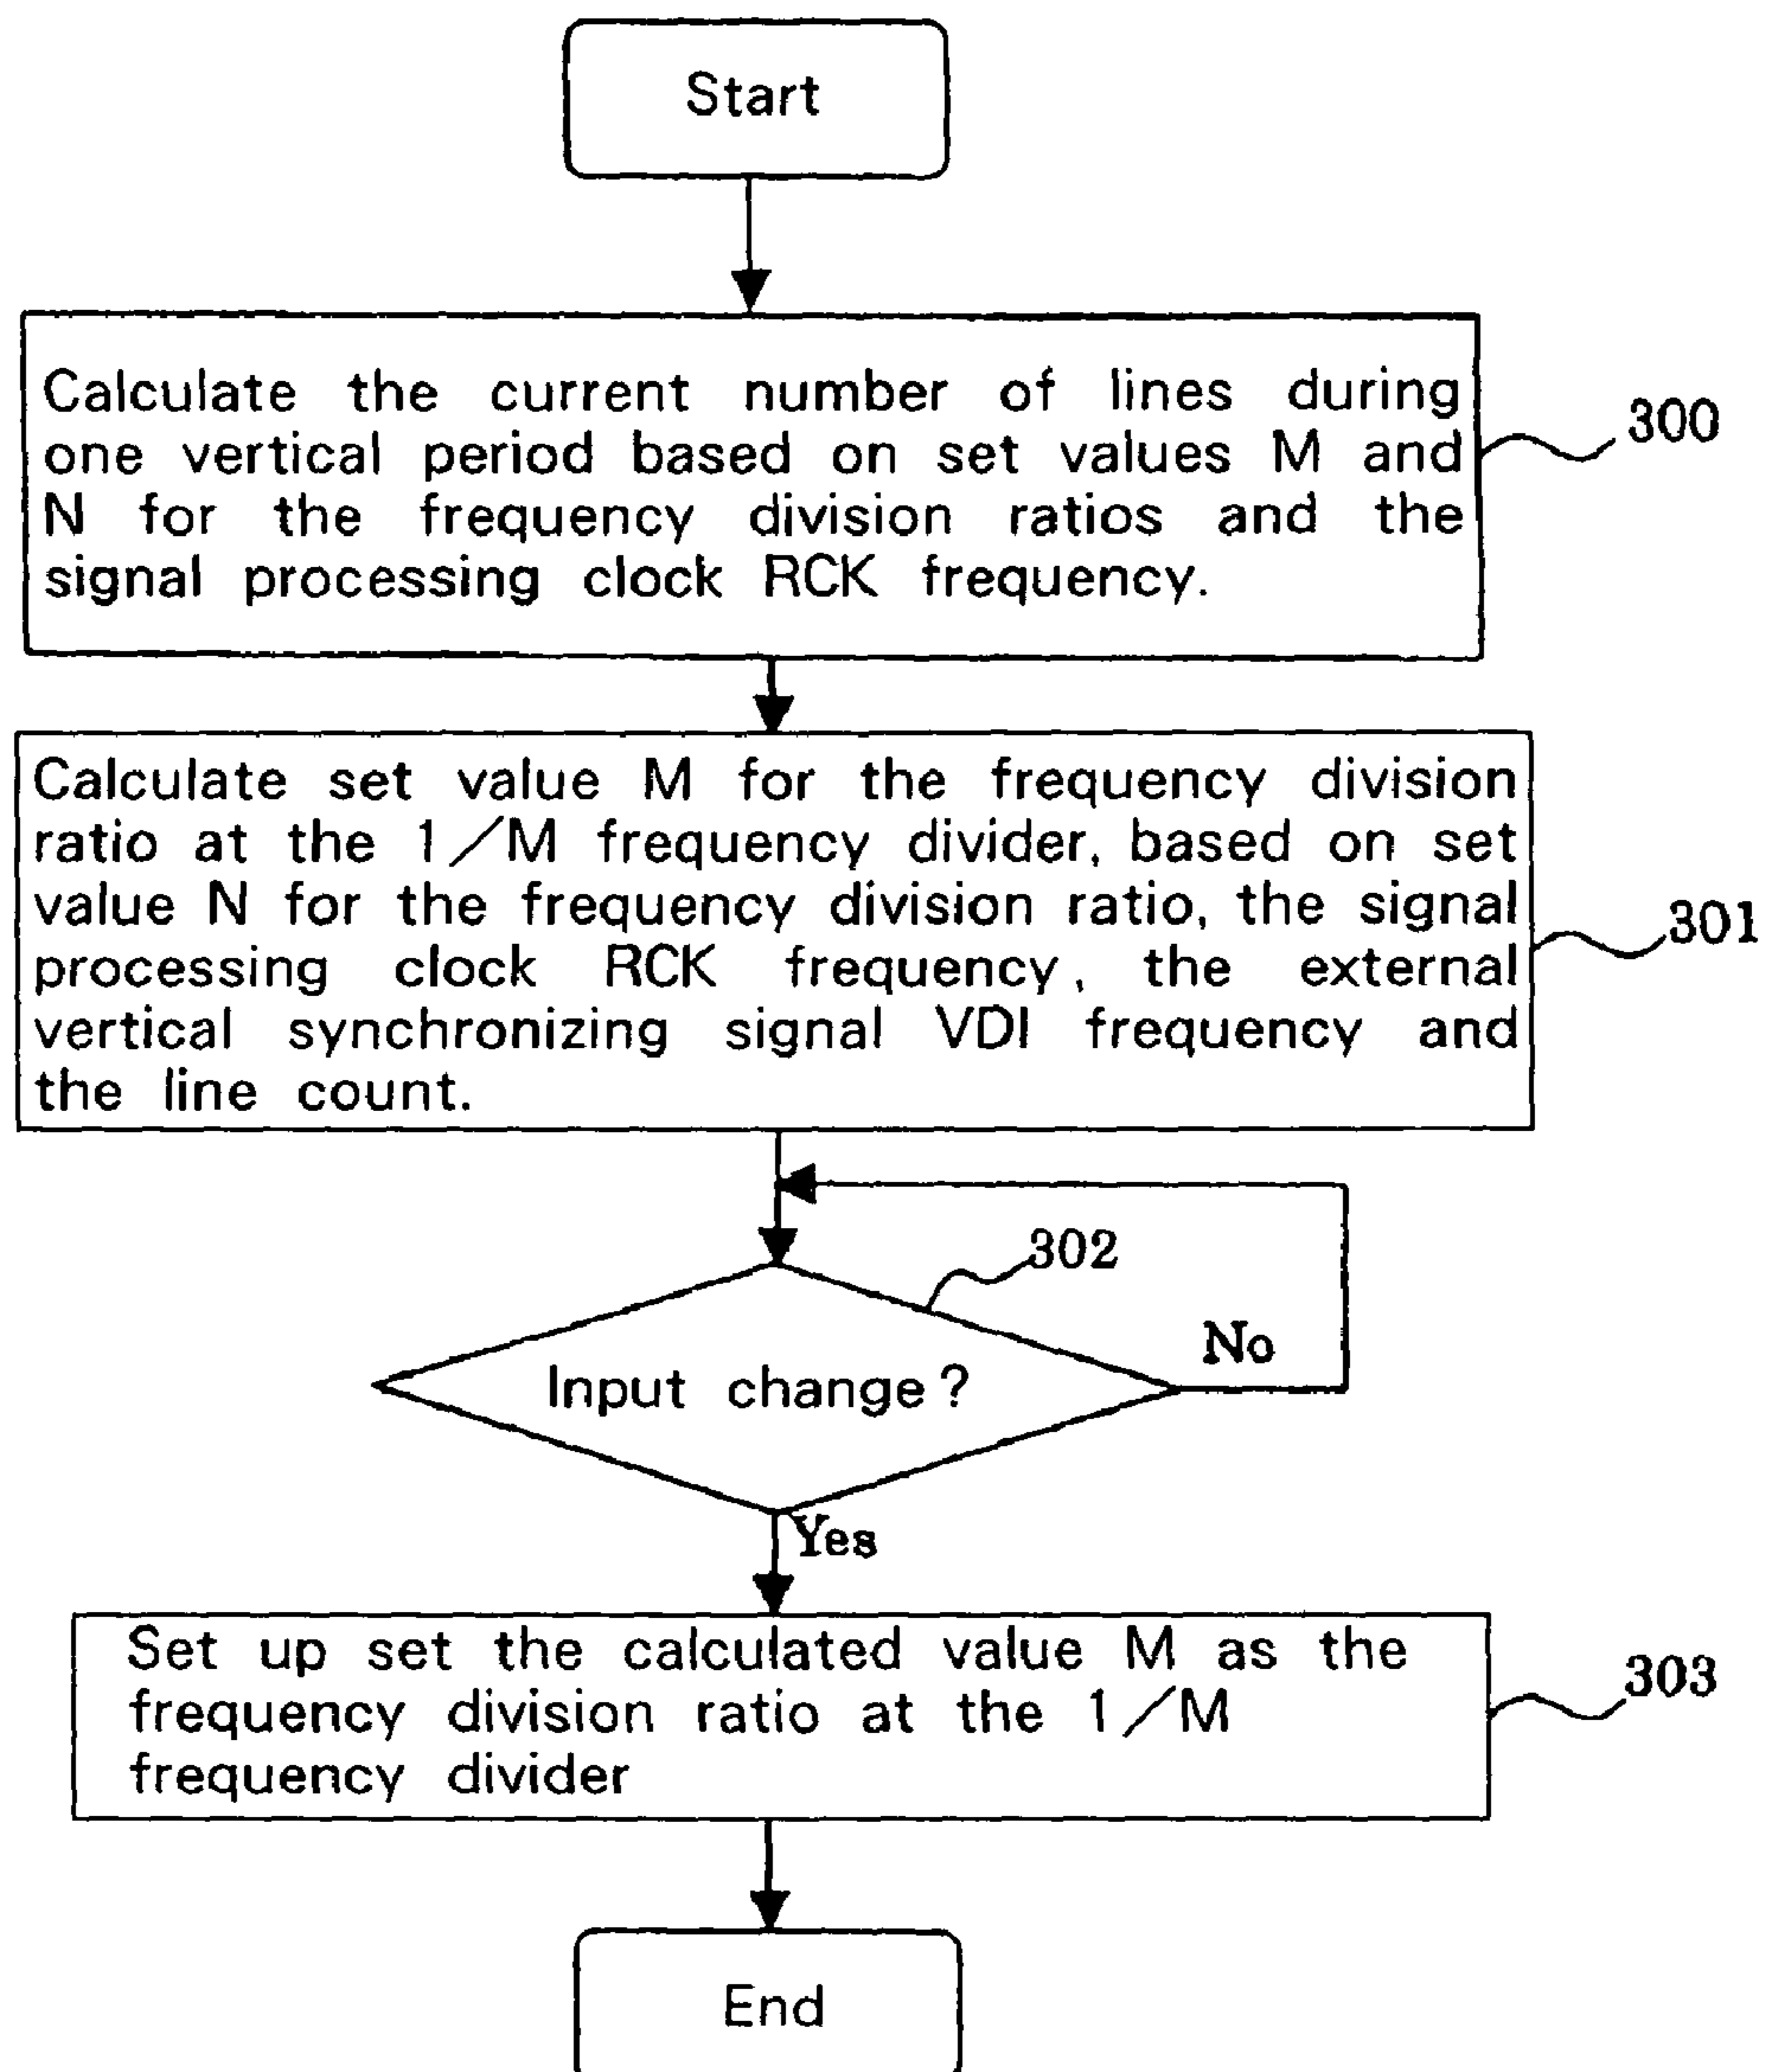 Start
Calculate the current number of lines during
one vertical period based on set values M and
N for the frequency division ratios and the
signal processing clock RCK frequency.
300
Calculate set value M for the frequency division
ratio at the 1/M frequency divider, based on set
value N for the frequency division ratio, the signal
processing clock RCK frequency, the external
vertical synchronizing signal VDI frequency and
the line count.
301
302
No
Input change?
Yes
Set up set the calculated value M as the
frequency division ratio at the 1/M
frequency divider
303
End